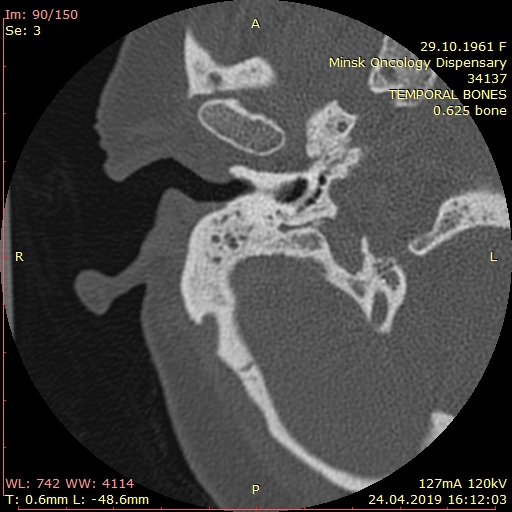 Im: 90/150
Se: 3
A
29.10.1961 F
Minsk Oncology Dispensary
34137
TEMPORAL BONES
0.625 bone
R
L
WL: 742 WW: 4114
T: 0.6mm L: -48.6mm
P
127mA 120kV
24.04.2019 16:12:03